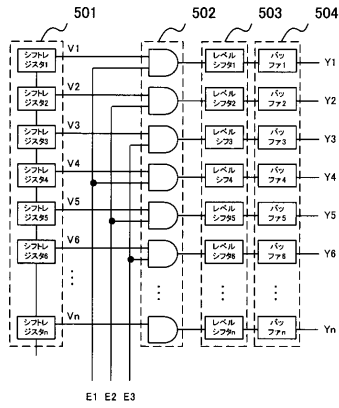 501 502 503 504
シフトレジスタ1 V1 レベルシフタ1 バッファ1 Y1
シフトレジスタ2 V2 レベルシフタ2 バッファ2 Y2
シフトレジスタ3 V3 レベルシフ3 バッファ3 Y3
シフトレジスタ4 V4 レベルシフ4 バッファ4 Y4
シフトレジスタ5 V5 レベルシフタ5 バッファ5 Y5
シフトレジスタ6 V6 レベルシフタ6 バッファ6 Y6
シフトレジスタn Vn レベルシフタn バッファn Yn
E1 E2 E3